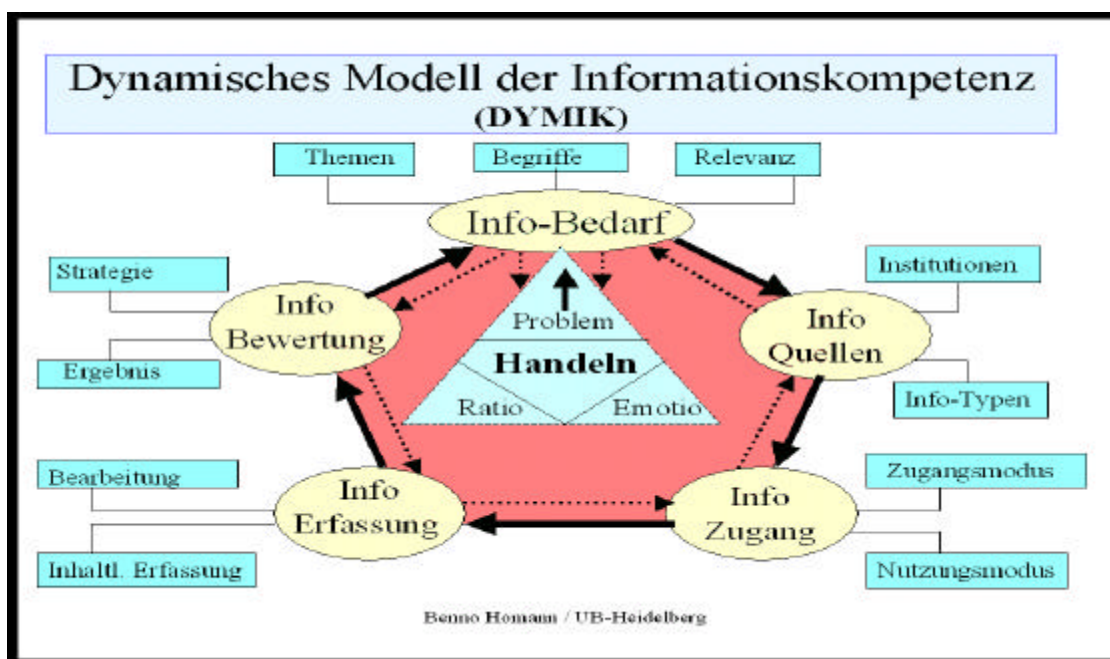 Dynamisches Modell der Informationskompetenz
(DYMIK)
Themen
Begriffe
Relevanz
Info-Bedarf
Strategie
Institutionen
Info
Bewertung
Problem
Info
Quellen
Handeln
Ergebnis
Ratio
Emotio
Info-Typen
Bearbeitung
Info
Erfassung
Info
Zugang
Zugangsmodus
Inhaltl. Erfassung
Nutzungsmodus
Benno Homann / UB-Heidelberg